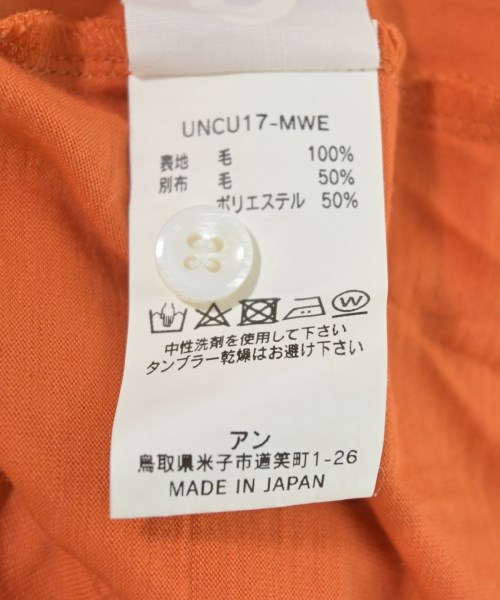 UNCU17-MWE
表地 毛 100%
別布 毛 50%
ポリエステル 50%
W
中性洗剤を使用して下さい
タンブラー乾燥はお避け下さい
アン
鳥取県米子市道笑町1-26
MADE IN JAPAN